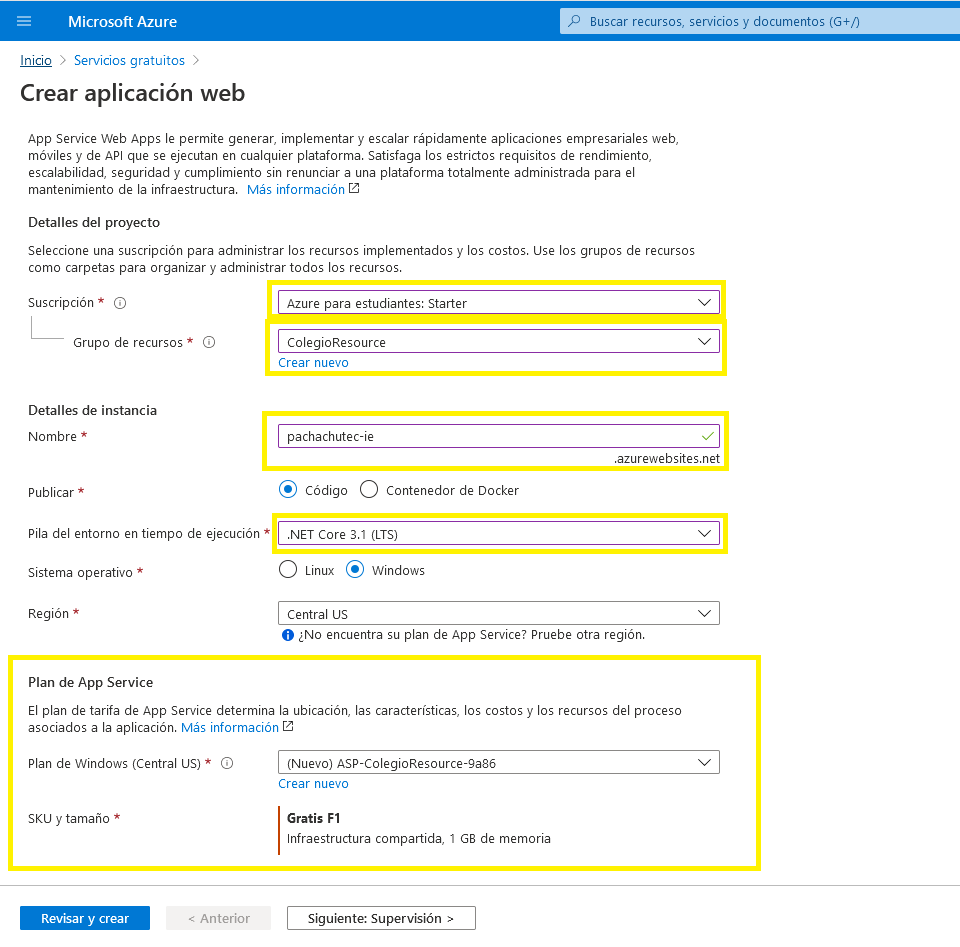 Microsoft Azure
Buscar recursos, servicios y documentos (G+/)
Inicio > Servicios gratuitos >
Crear aplicación web
App Service Web Apps le permite generar, implementar y escalar rápidamente aplicaciones empresariales web,
móviles y de API que se ejecutan en cualquier plataforma. Satisfaga los estrictos requisitos de rendimiento,
escalabilidad, seguridad y cumplimiento sin renunciar a una plataforma totalmente administrada para el
mantenimiento de la infraestructura. Más información
Detalles del proyecto
Seleccione una suscripción para administrar los recursos implementados y los costos. Use los grupos de recursos
como carpetas para organizar y administrar todos los recursos.
Suscripción *
Azure para estudiantes: Starter
Grupo de recursos *
ColegioResource
Crear nuevo
Detalles de instancia
Nombre *
pachachutec-ie
.azurewebsites.net
Publicar *
Código
Contenedor de Docker
Pila del entorno en tiempo de ejecución *
.NET Core 3.1 (LTS)
Sistema operativo *
Linux
Windows
Región *
Central US
¿No encuentra su plan de App Service? Pruebe otra región.
Plan de App Service
El plan de tarifa de App Service determina la ubicación, las características, los costos y los recursos del proceso
asociados a la aplicación. Más información
Plan de Windows (Central US) *
(Nuevo) ASP-ColegioResource-9a86
Crear nuevo
SKU y tamaño *
Gratis F1
Infraestructura compartida, 1 GB de memoria
Revisar y crear
< Anterior
Siguiente: Supervisión >